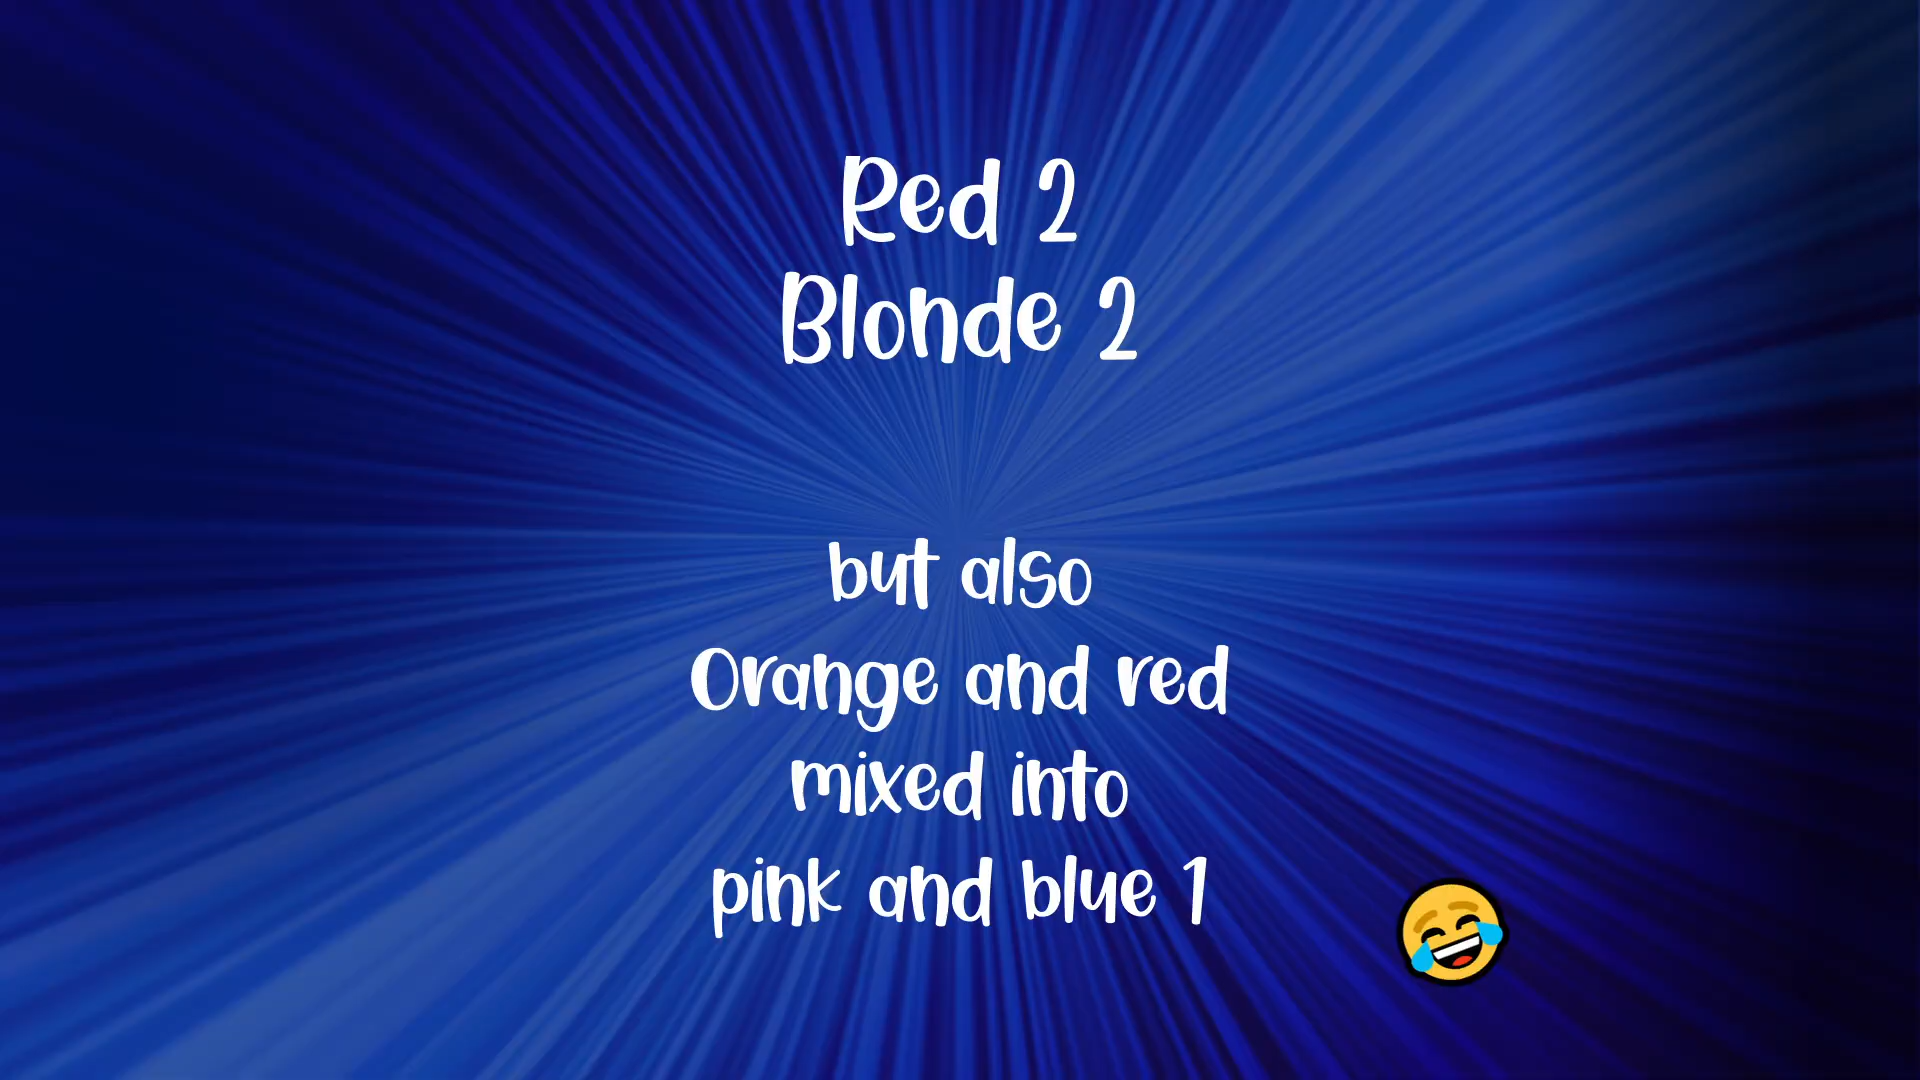 Red 2
Blonde 2
but also
Orange and red
mixed into
pink and blue 1